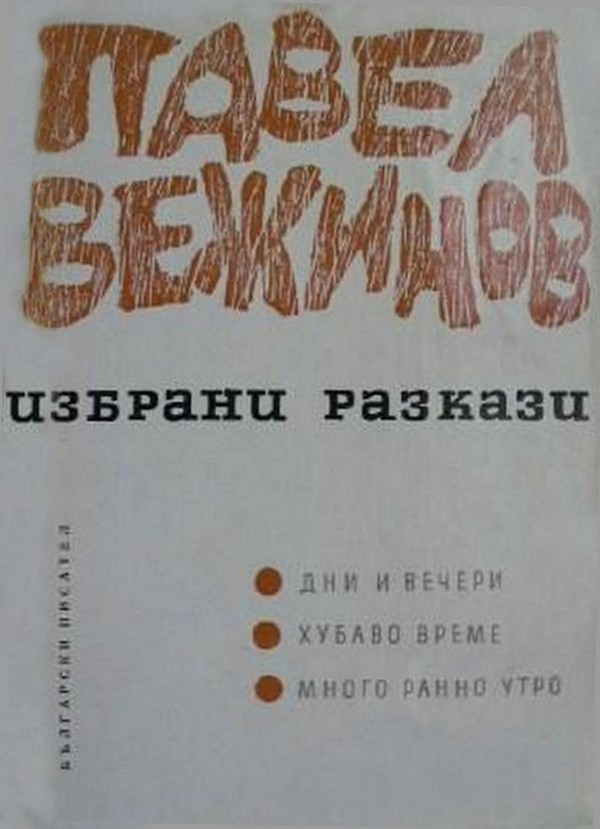 ПАВЕЛ
ВЕЖИНОВ
ИЗБРАНИ РАЗКАЗИ
ДНИ И ВЕЧЕРИ
ХУБАВО ВРЕМЕ
МНОГО РАННО УТРО
БЪЛГАРСКИ ПИСАТЕЛ